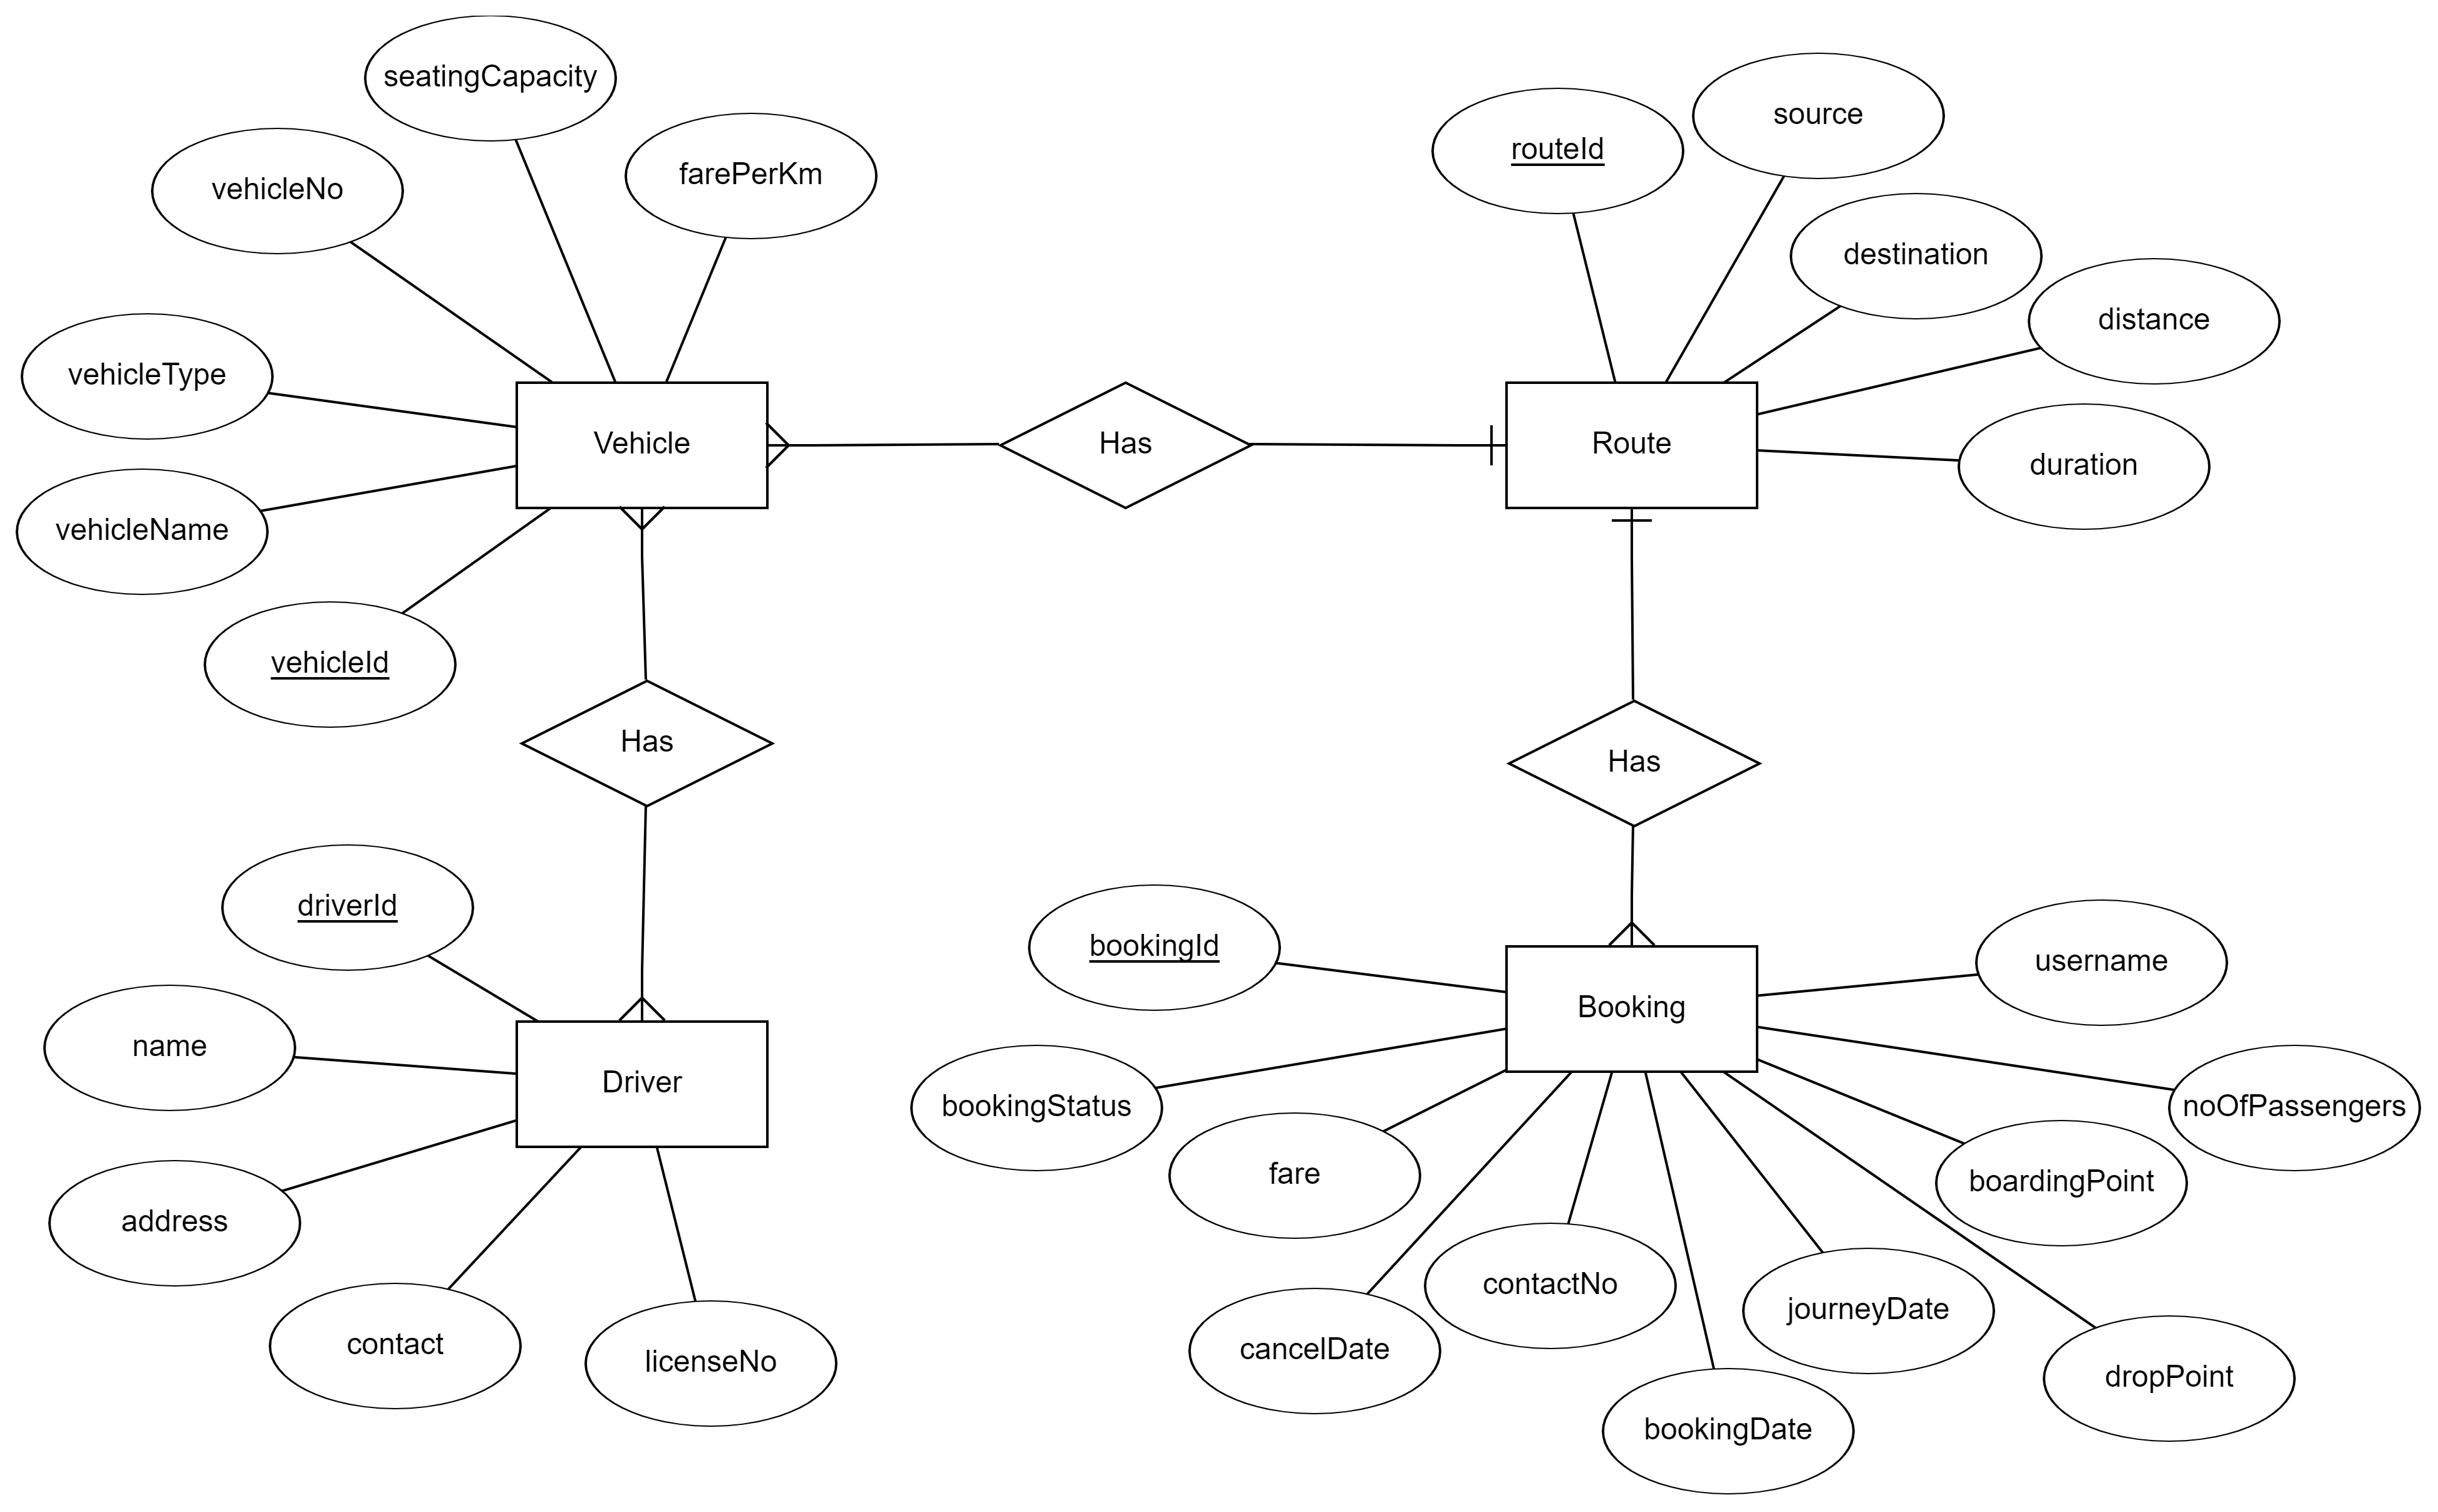 seatingCapacity
source
routeId
farePerKm
vehicleNo
destination
distance
vehicleType
Vehicle
Has
Route
duration
vehicleName
vehicleId
Has
Has
driverId
bookingId
username
Booking
name
Driver
bookingStatus
noOfPassengers
fare
boardingPoint
address
contactNo
journeyDate
contact
cancelDate
licenseNo
dropPoint
bookingDate